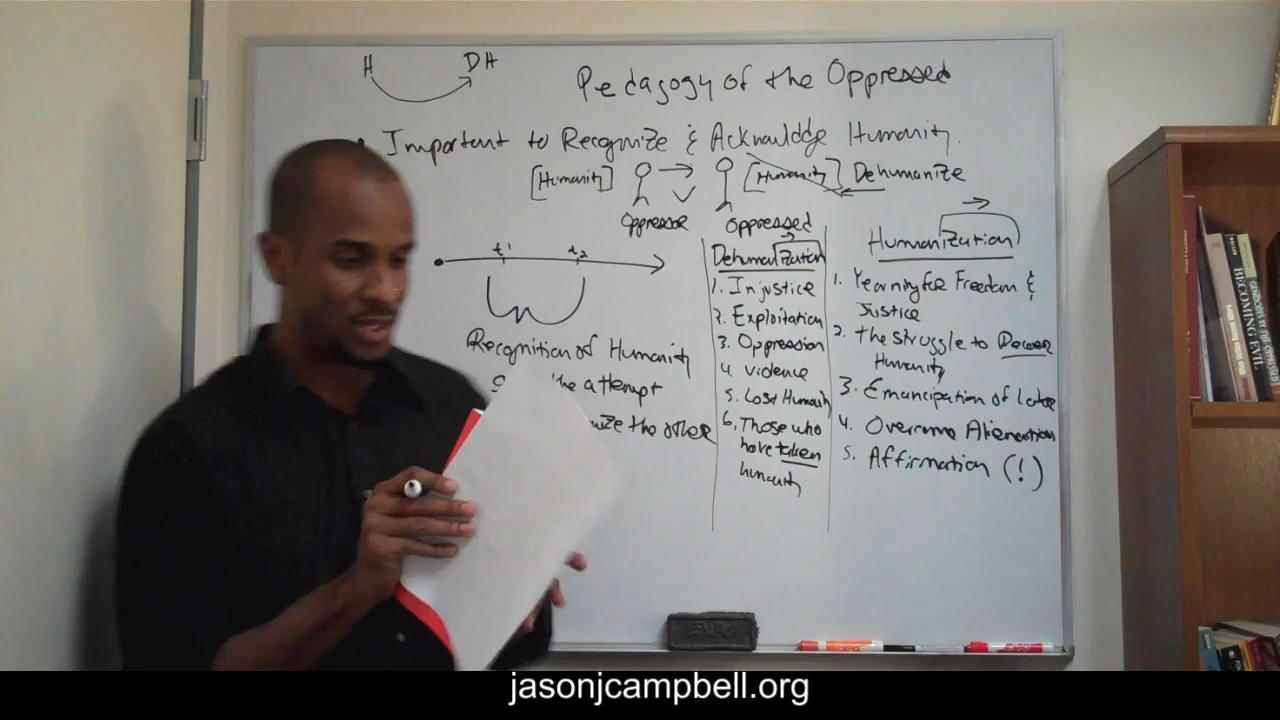 H DH
Pedagogy of the Oppressed
Important to Recognize & Acknowldge Humanity.
[Humanity] [Humanity] Dehumanize
Oppressor Oppressed
t1 t2
Recognition of Humanity
the attempt
the other
Dehumanization
1. Injustice
2. Exploitation
3. Oppression
4 Violence
5. Lost Humanity
6. Those who
have taken
humanity
Humanization
1. Yearning for Freedom &
Justice
2. The struggle to Recover
Humanity
3. Emancipation of Labor
4. Overcome Alienation
5. Affirmation (!)
BECOMING EVIL
jasonjcampbell.org